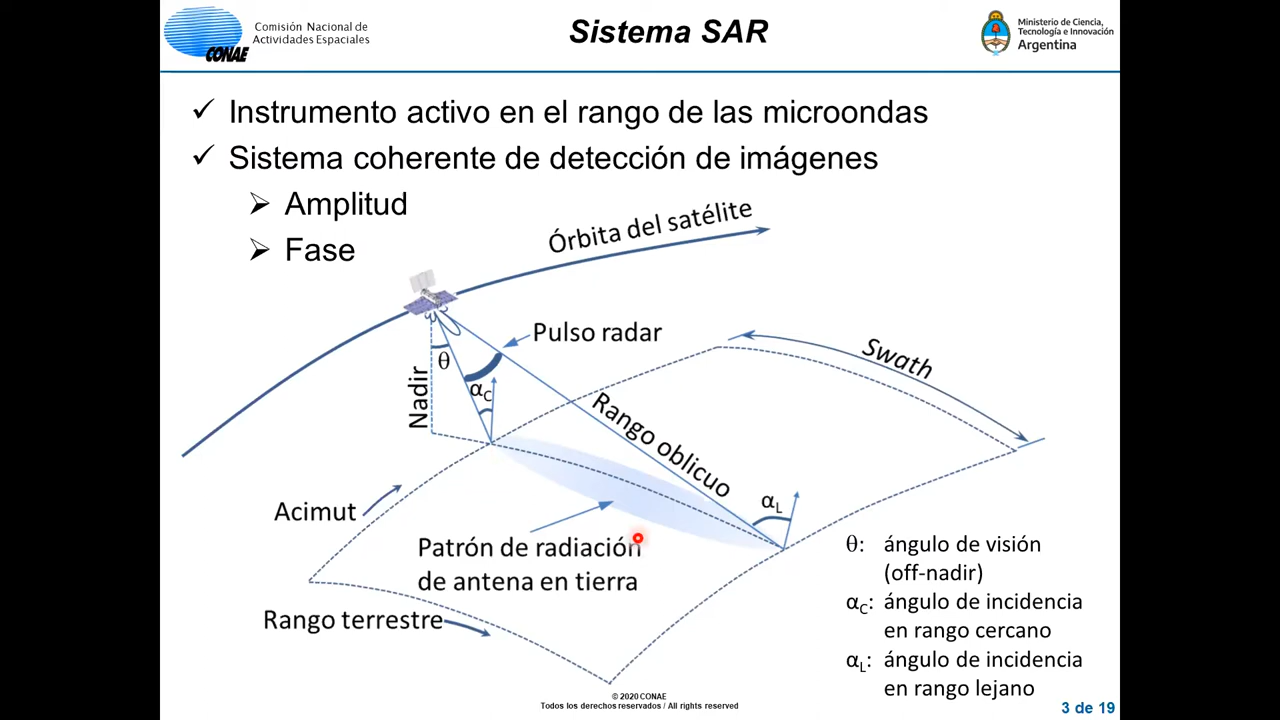 Comisión Nacional de
Actividades Espaciales
CONAE
Sistema SAR
Ministerio de Ciencia,
Tecnología e Innovación
Argentina
✓ Instrumento activo en el rango de las microondas
✓ Sistema coherente de detección de imágenes
➢ Amplitud
➢ Fase
Órbita del satélite
Pulso radar
Swath
θ
Nadir
αC
Rango oblicuo
αL
Acimut
Patrón de radiación
de antena en tierra
Rango terrestre
θ: ángulo de visión
(off-nadir)
αC: ángulo de incidencia
en rango cercano
αL: ángulo de incidencia
en rango lejano
© 2020 CONAE
Todos los derechos reservados / All rights reserved
3 de 19